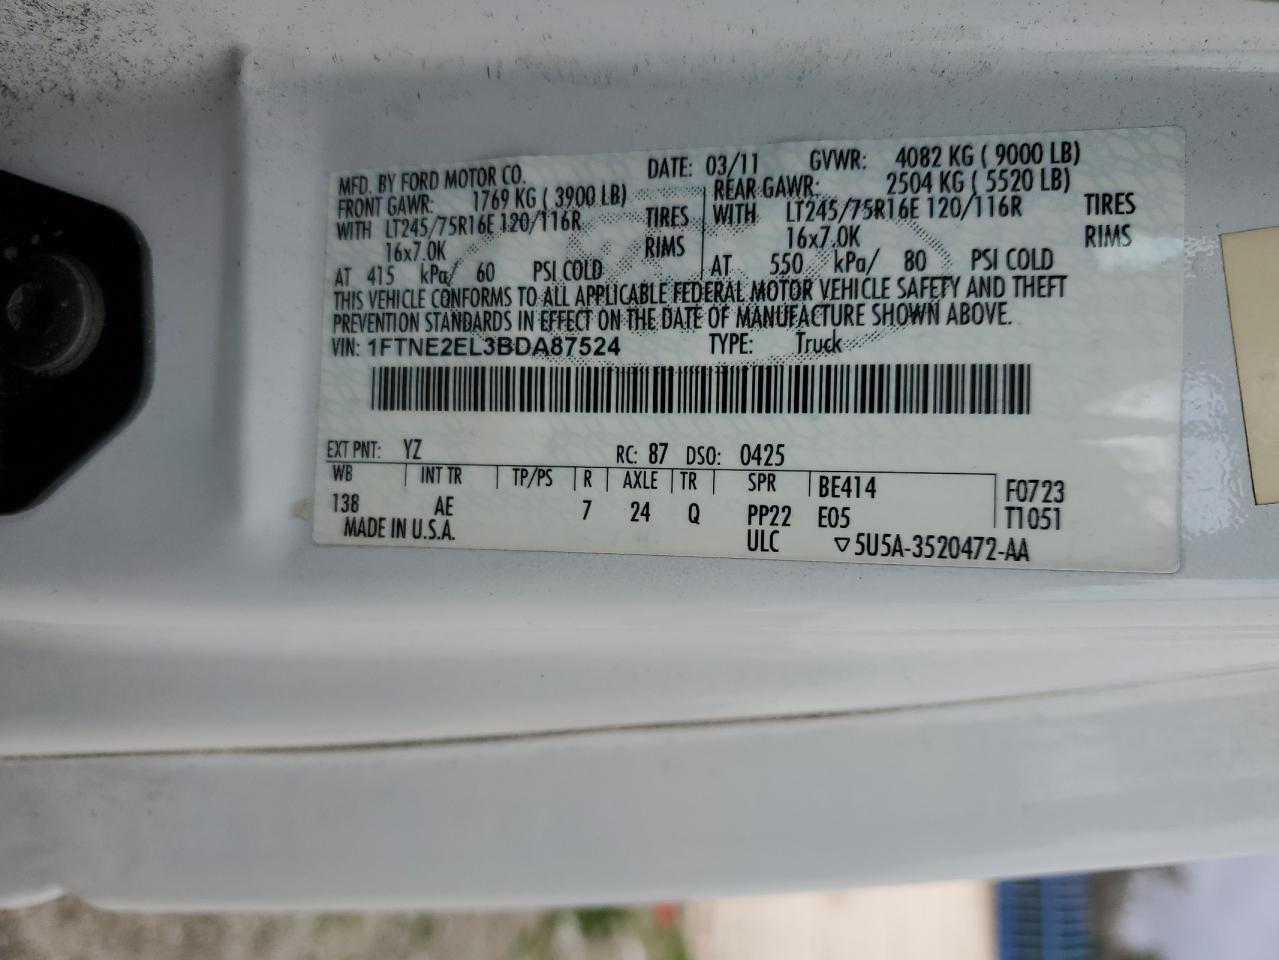 MFD. BY FORD MOTOR CO. DATE: 03/11 GVWR: 4082 KG ( 9000 LB)
FRONT GAWR: 1769 KG ( 3900 LB) REAR GAWR: 2504 KG ( 5520 LB)
WITH LT245/75R16E 120/116R TIRES WITH LT245/75R16E 120/116R TIRES
16x7.0K RIMS 16x7.0K RIMS
AT 415 kPa/ 60 PSI COLD AT 550 kPa/ 80 PSI COLD
THIS VEHICLE CONFORMS TO ALL APPLICABLE FEDERAL MOTOR VEHICLE SAFETY AND THEFT
PREVENTION STANDARDS IN EFFECT ON THE DATE OF MANUFACTURE SHOWN ABOVE.
VIN: 1FTNE2EL3BDA87524 TYPE: Truck
EXT PNT: YZ RC: 87 DSO: 0425
WB INT TR TP/PS R AXLE TR SPR BE414 F0723
138 AE 7 24 Q PP22 E05 T1051
MADE IN U.S.A. ULC ▽5U5A-3520472-AA